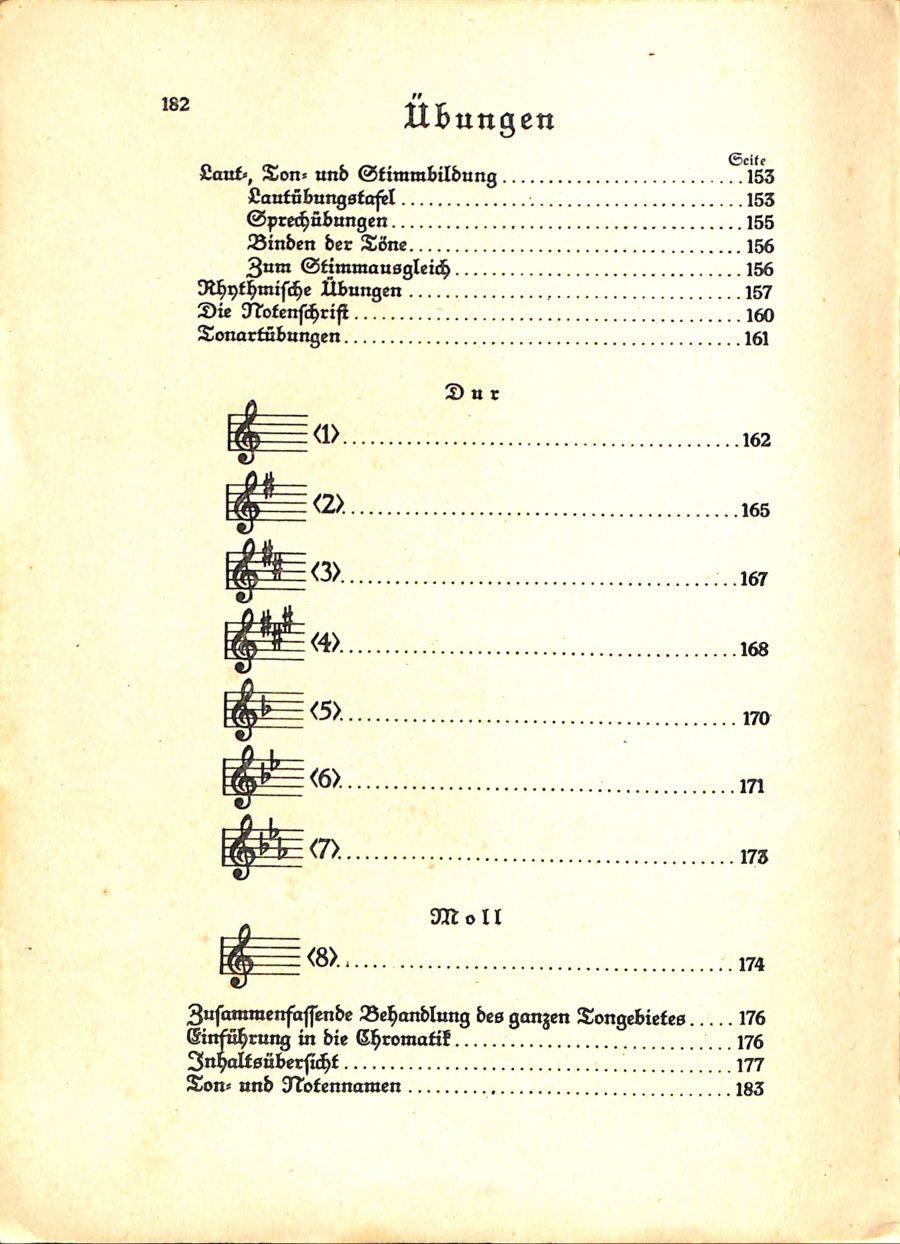 182
Übungen
Seite
Laut-, Ton- und Stimmbildung ........................ 153
Lautübungstafel ........................ 153
Sprechübungen ........................ 155
Binden der Töne ........................ 156
Zum Stimmausgleich ........................ 156
Rhythmische Übungen ........................ 157
Die Notenschrift ........................ 160
Tonartübungen ........................ 161
Dur
<1> ........................ 162
<2> ........................ 165
<3> ........................ 167
<4> ........................ 168
<5> ........................ 170
<6> ........................ 171
<7> ........................ 173
Moll
<8> ........................ 174
Zusammenfassende Behandlung des ganzen Tongebietes ..... 176
Einführung in die Chromatik ........................ 176
Inhaltsübersicht ........................ 177
Ton- und Notennamen ........................ 183